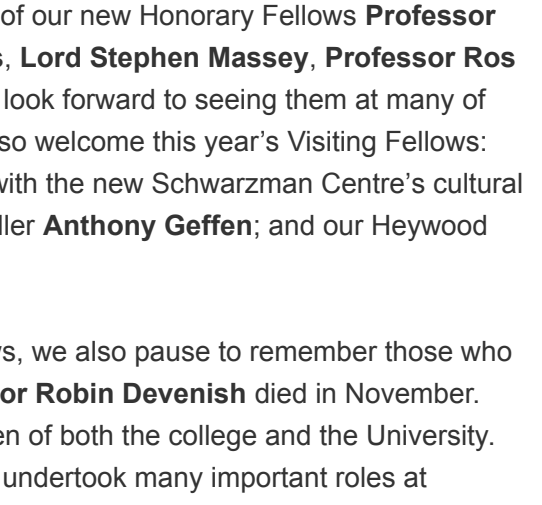 of our new Honorary Fellows Professor
, Lord Stephen Massey, Professor Ros
look forward to seeing them at many of
so welcome this year’s Visiting Fellows:
with the new Schwarzman Centre’s cultural
ller Anthony Geffen; and our Heywood
s, we also pause to remember those who
or Robin Devenish died in November.
en of both the college and the University.
undertook many important roles at